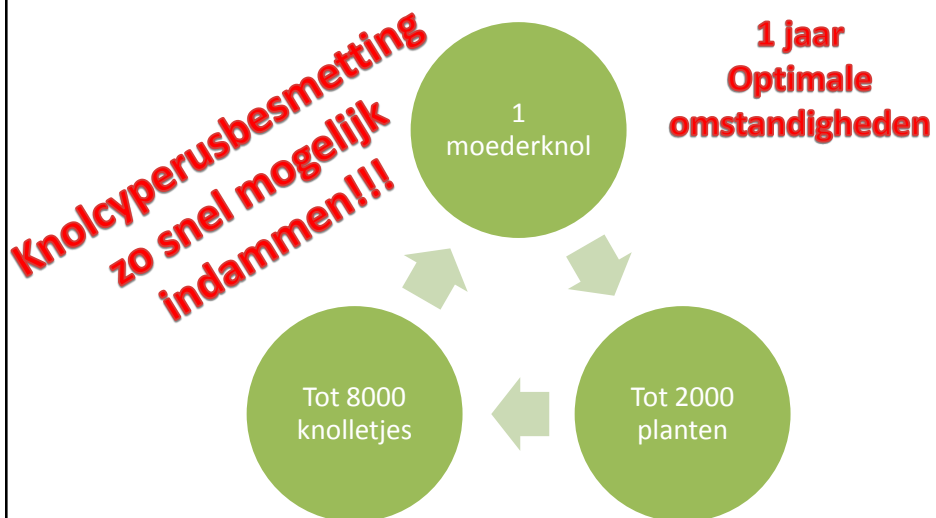 Knolcyperusbesmetting
zo snel mogelijk
indammen!!!
1 jaar
Optimale
omstandigheden
1
moederknol
Tot 2000
planten
Tot 8000
knolletjes